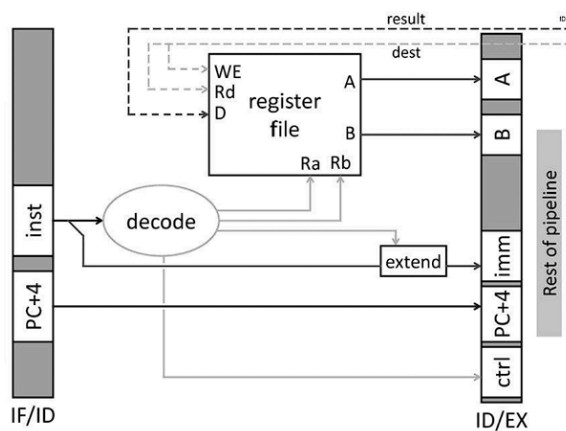 result
ID
dest
WE
Rd
D
register
file
A
B
Ra Rb
A
B
inst
decode
extend
imm
PC+4
PC+4
ctrl
Rest of pipeline
IF/ID
ID/EX